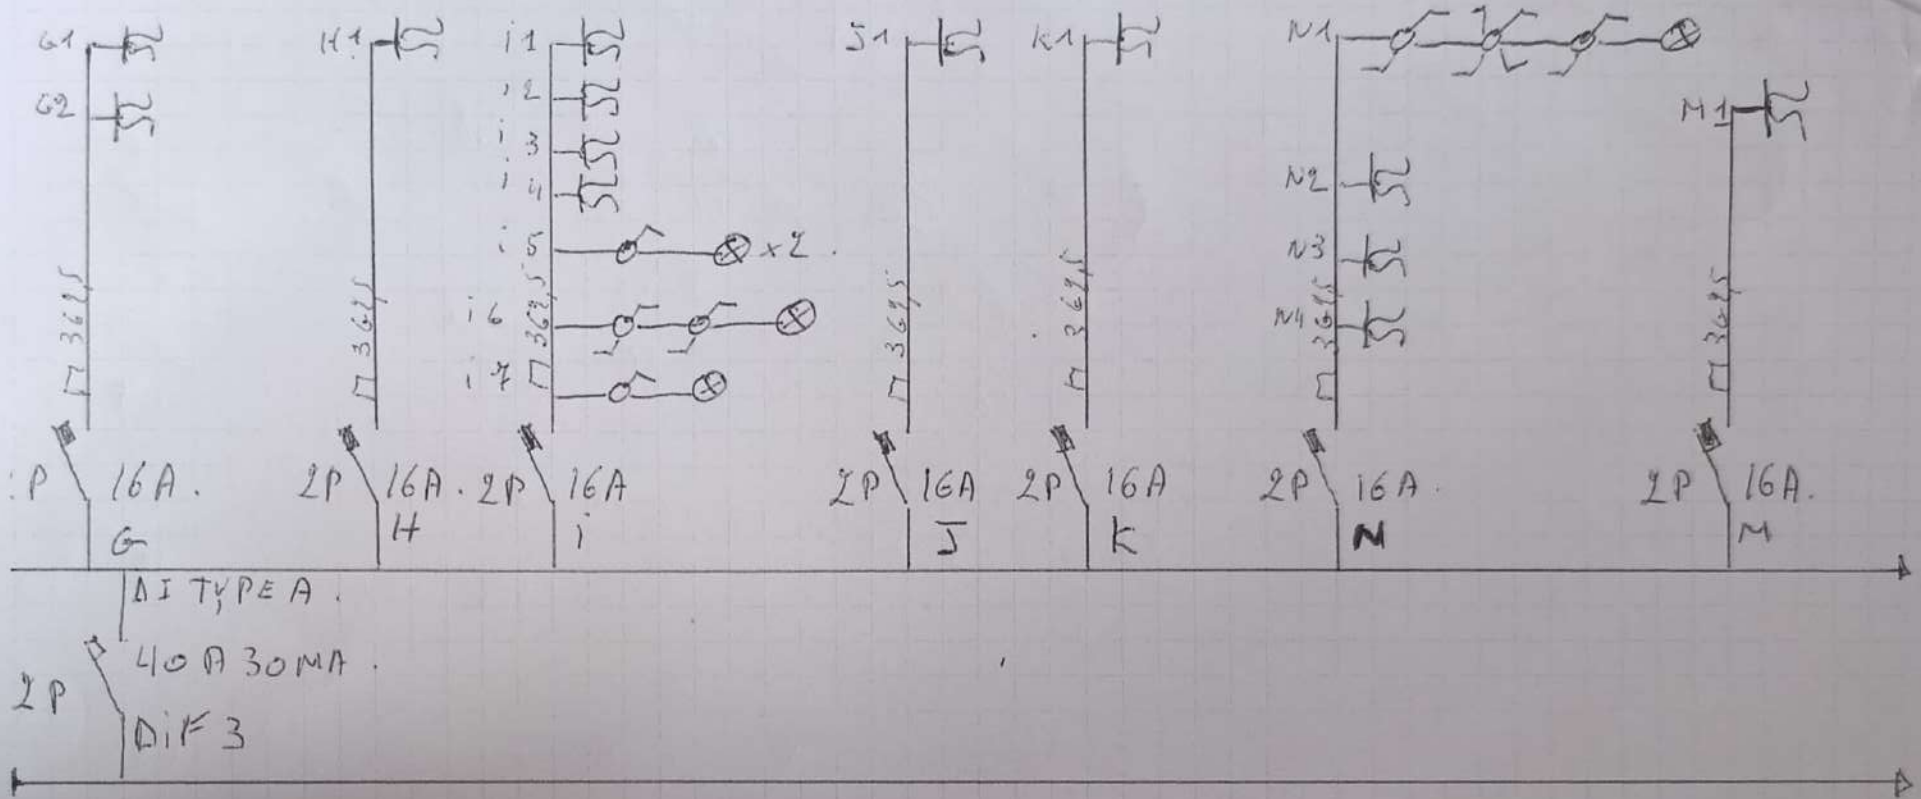 G1
G2
3G2,5
:P 16A.
G
H1
3G2,5
2P 16A.
H
i1
i2
i3
i4
i5 x2.
i6
i7
3G2,5
2P 16A
i
J1
3G2,5
2P 16A
J
K1
3G2,5
2P 16A
K
N1
N2
N3
N4
3G2,5
2P 16A.
N
M1
3G2,5
2P 16A.
M
DI TYPE A.
40A 30MA.
2P
DiF 3